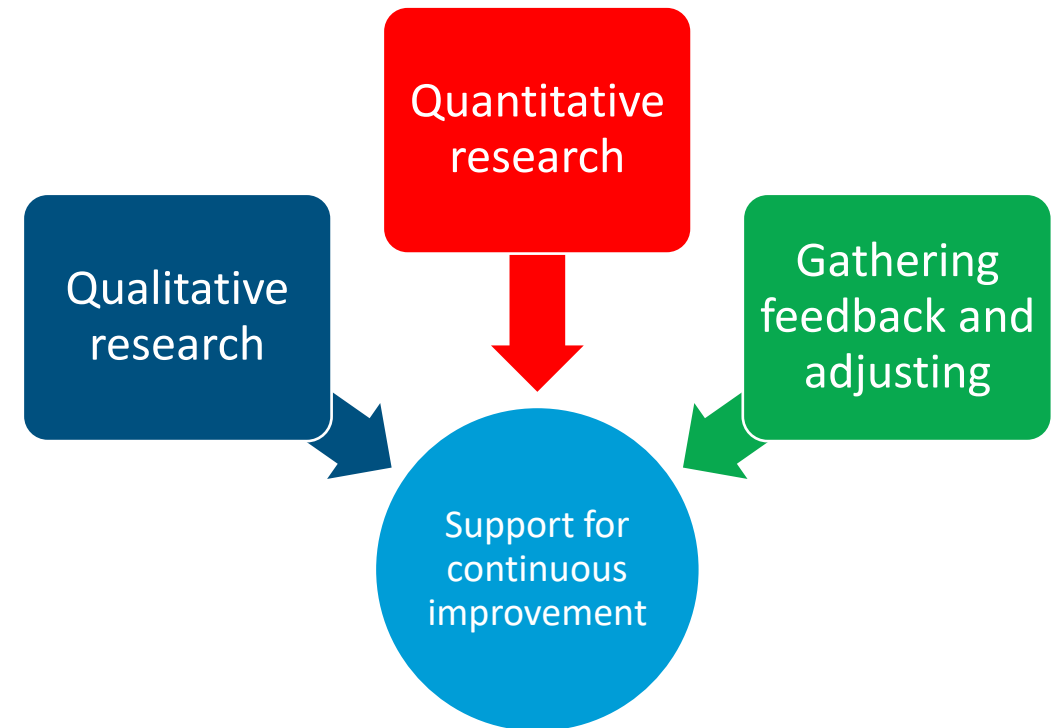 Quantitative
research
Qualitative
research
Gathering
feedback and
adjusting
Support for
continuous
improvement